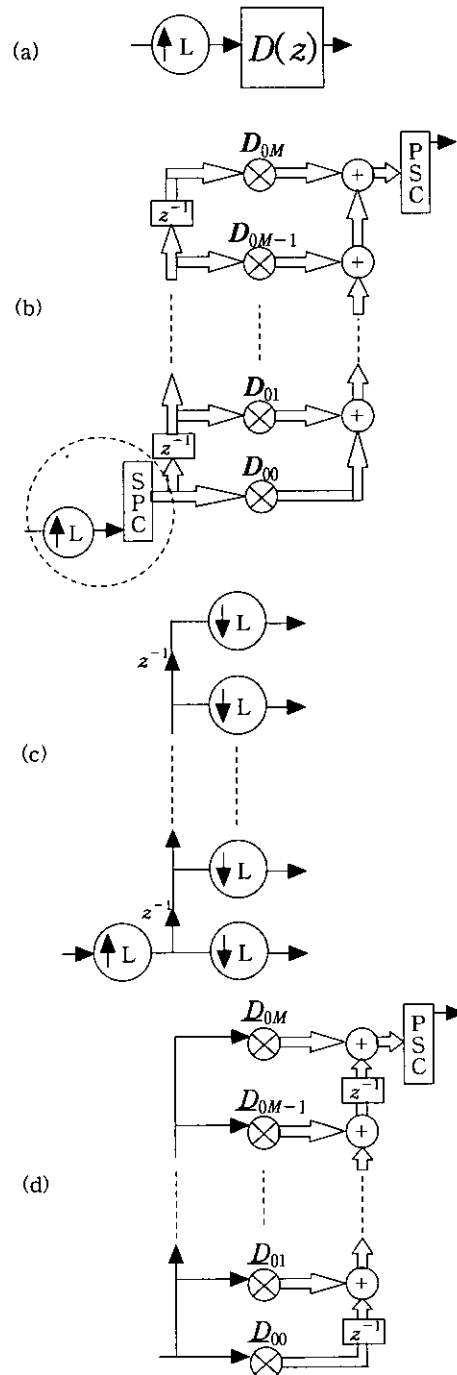 (a)
↑ L
D(z)
(b)
D0M
P
S
C
z⁻¹
D0M−1
D01
z⁻¹
D00
S
P
C
↑ L
(c)
↓ L
z⁻¹
↓ L
↓ L
z⁻¹
↑ L
↓ L
(d)
D0M
P
S
C
z⁻¹
D0M−1
D01
z⁻¹
D00